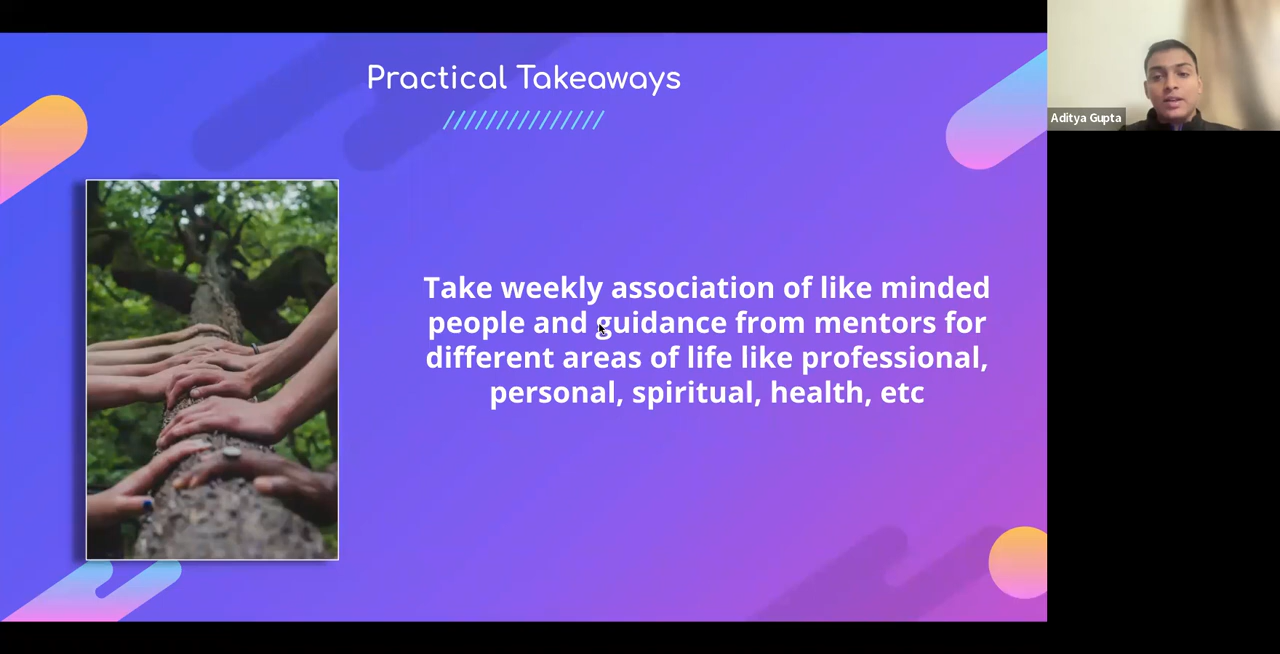 Practical Takeaways
Take weekly association of like minded
people and guidance from mentors for
different areas of life like professional,
personal, spiritual, health, etc
Aditya Gupta